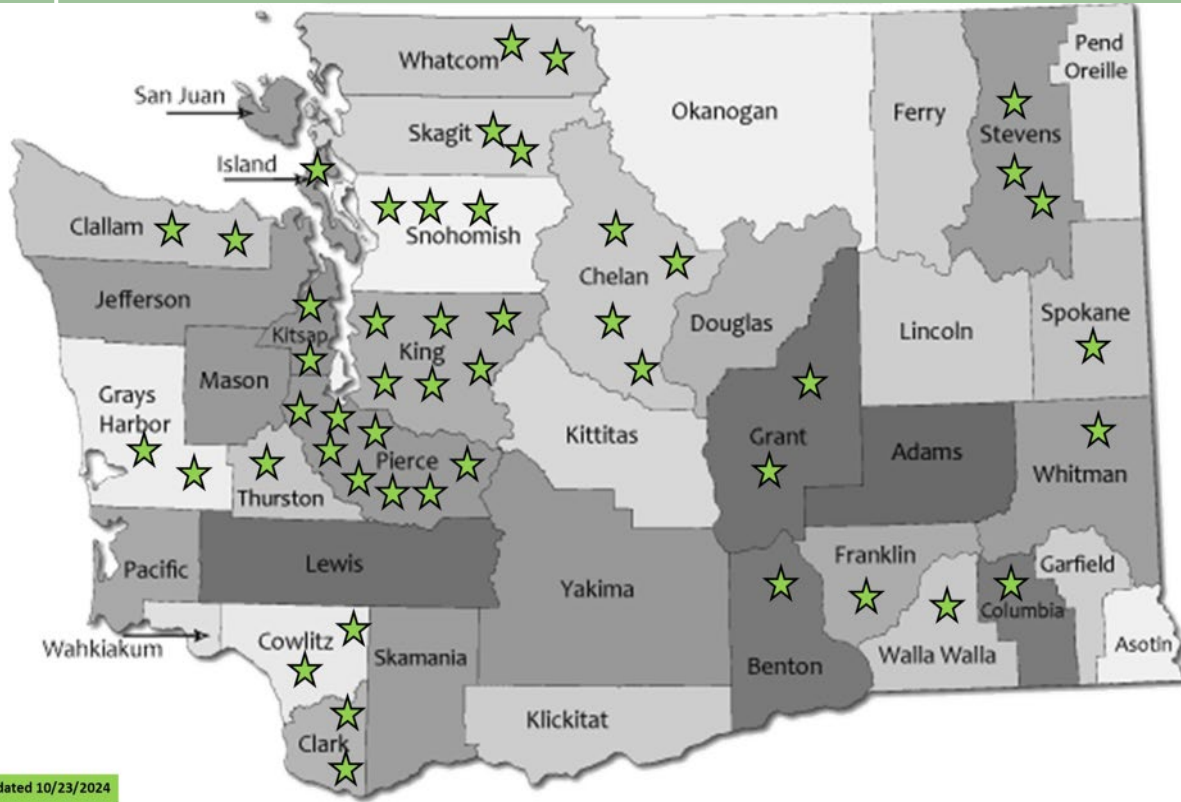 Whatcom
Pend
Oreille
San Juan
Okanogan
Ferry
Skagit
Stevens
Island
Clallam
Snohomish
Chelan
Jefferson
Douglas
Lincoln
Spokane
Kitsap
King
Mason
Grays
Harbor
Kittitas
Grant
Adams
Pierce
Whitman
Thurston
Franklin
Garfield
Pacific
Lewis
Yakima
Columbia
Cowlitz
Wahkiakum
Skamania
Walla Walla
Asotin
Benton
Klickitat
Clark
dated 10/23/2024